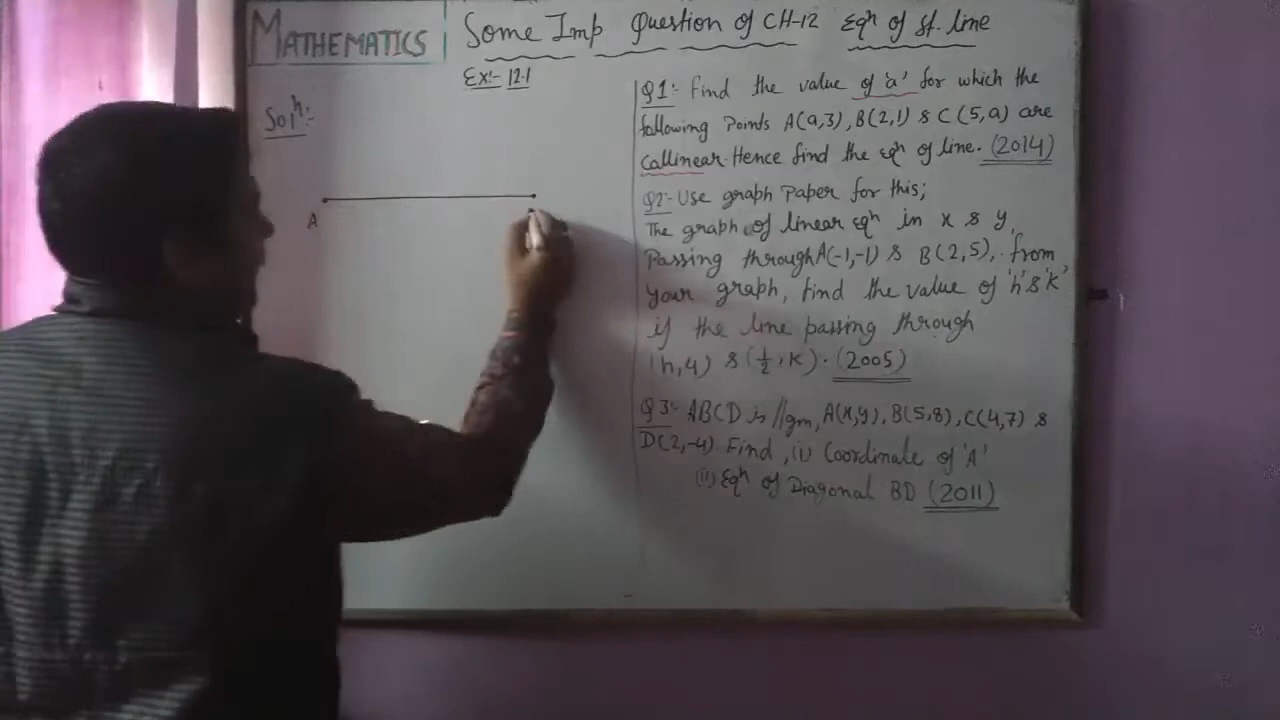 MATHEMATICS
Some Imp Question of CH-12 Eqⁿ of St. line
Ex:- 12.1
Solⁿ:-
A
Q1:- Find the value of 'a' for which the
following Points A(a,3), B(2,1) & C(5,a) are
callinear. Hence find the eqⁿ of line. (2014)
Q2:- Use graph Paper for this;
The graph of linear eqⁿ in x & y,
Passing through A(-1,-1) & B(2,5), from
your graph, find the value of 'h' & 'k'
if the line passing through
(h,4) & (½,K). (2005)
Q3:- ABCD is //gm, A(x,y), B(5,8), C(4,7) &
D(2,-4). Find, (i) Coordinate of 'A'
(ii) Eqⁿ of Diagonal BD (2011)